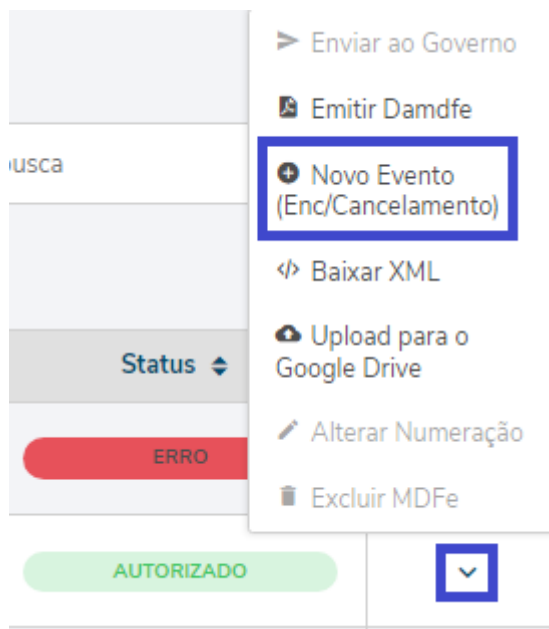 Enviar ao Governo
Emitir Damdfe
Novo Evento
(Enc/Cancelamento)
Baixar XML
Upload para o
Google Drive
Alterar Numeração
Excluir MDFe
usca
Status
ERRO
AUTORIZADO